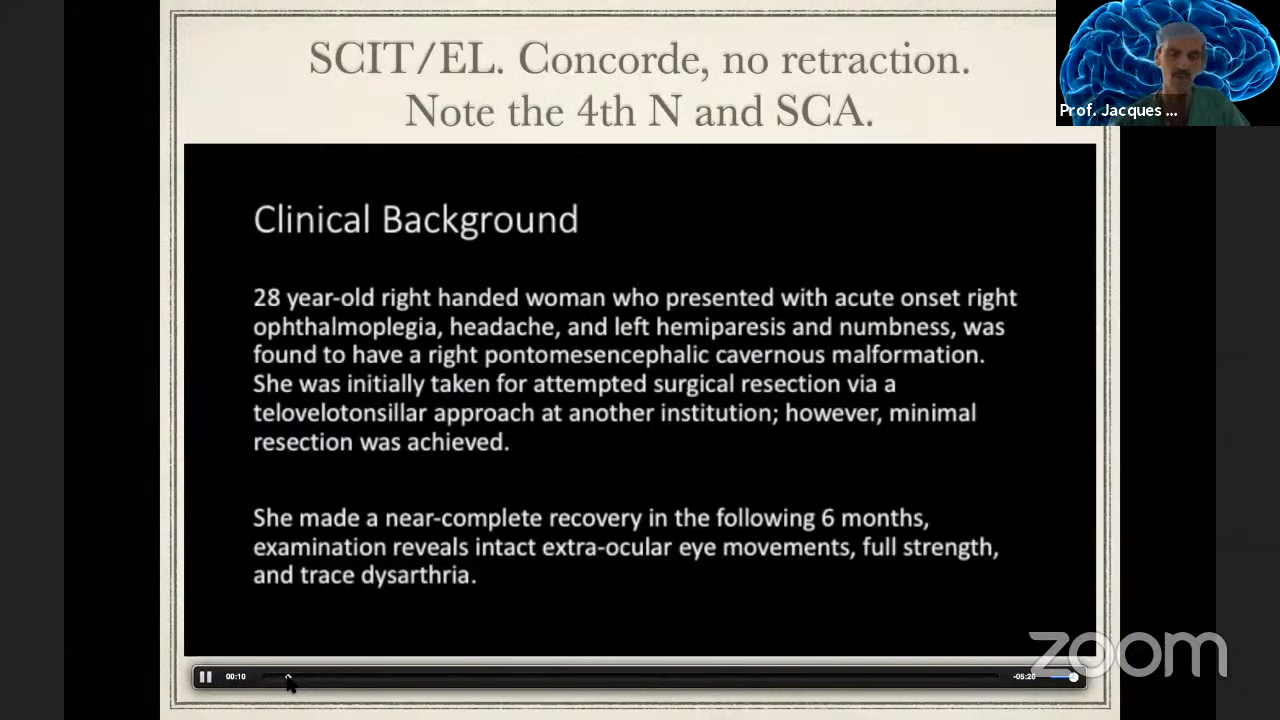 SCIT/EL. Concorde, no retraction.
Note the 4th N and SCA.
Prof. Jacques ...
Clinical Background
28 year-old right handed woman who presented with acute onset right
ophthalmoplegia, headache, and left hemiparesis and numbness, was
found to have a right pontomesencephalic cavernous malformation.
She was initially taken for attempted surgical resection via a
telovelotonsillar approach at another institution; however, minimal
resection was achieved.
She made a near-complete recovery in the following 6 months,
examination reveals intact extra-ocular eye movements, full strength,
and trace dysarthria.
zoom
00:10
-05:20